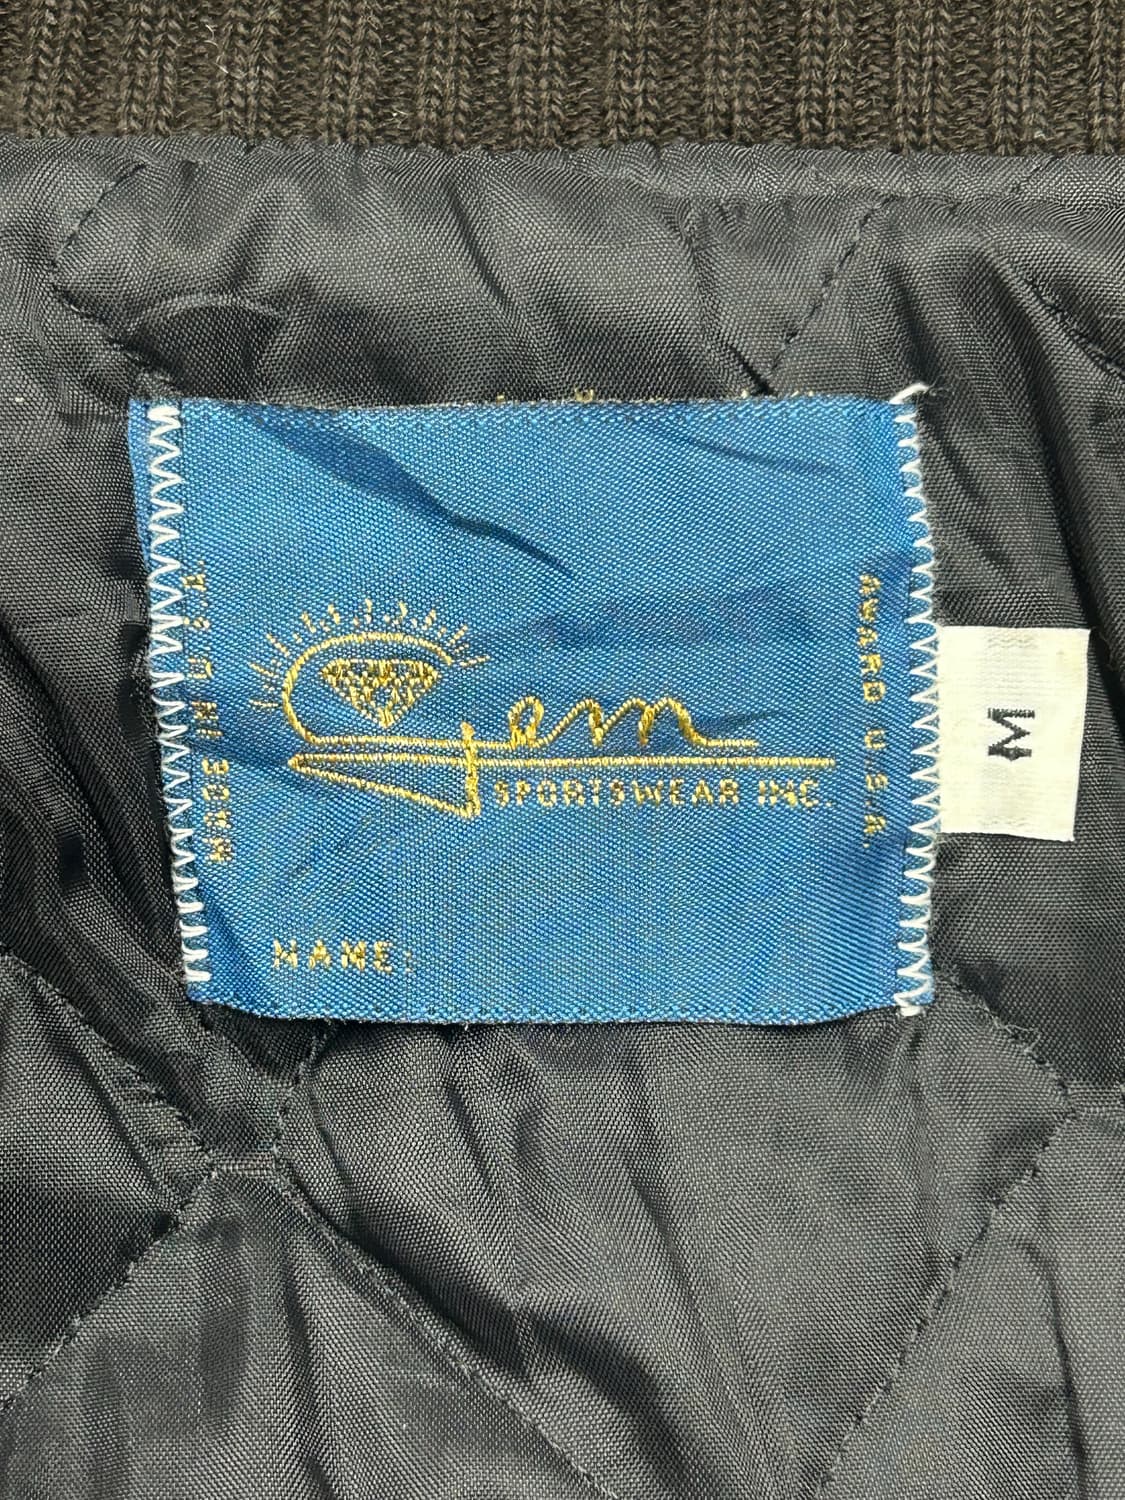 Gem
SPORTSWEAR INC.
NAME:
MADE IN U.S.A.
AWARD U.S.A.
M